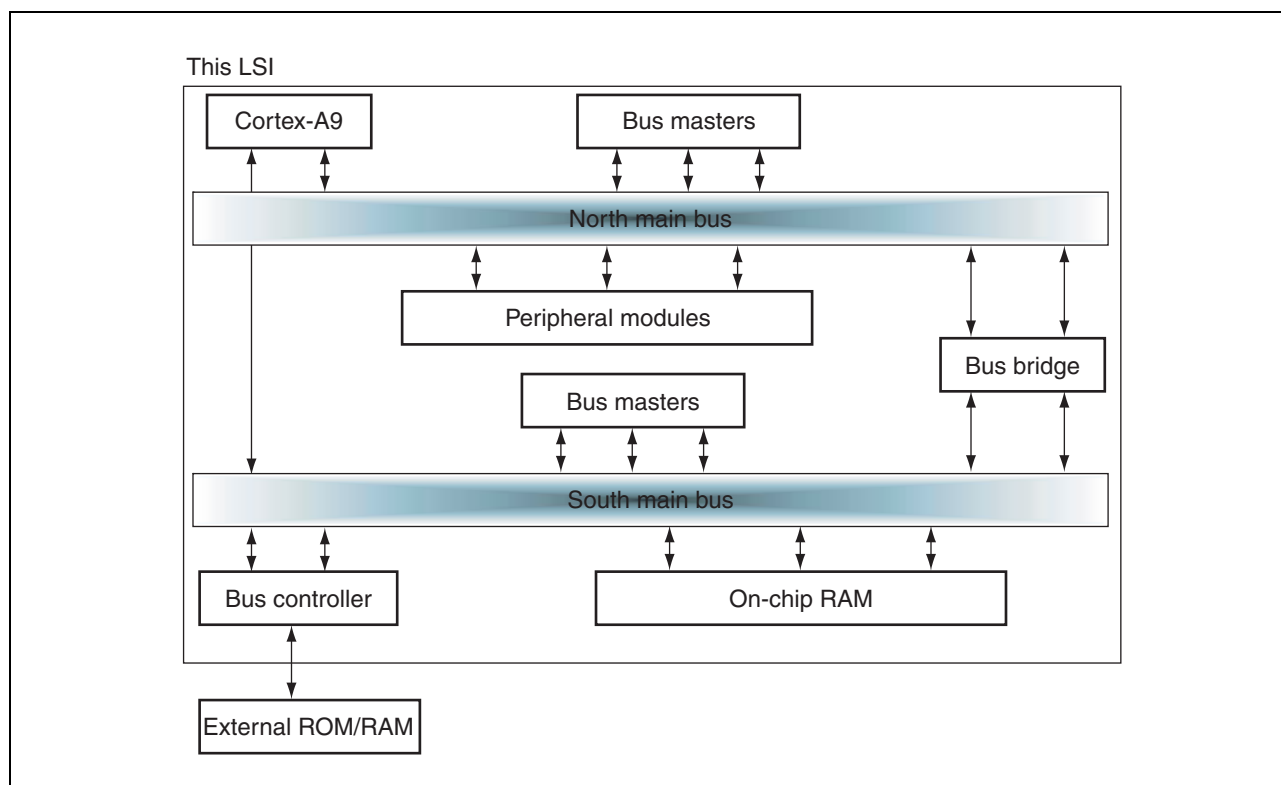 This LSI
Cortex-A9
Bus masters
North main bus
Peripheral modules
Bus bridge
Bus masters
South main bus
Bus controller
On-chip RAM
External ROM/RAM